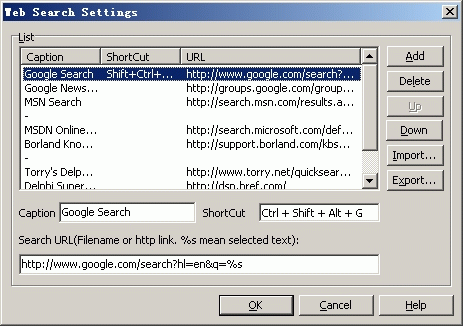 Web Search Settings
List
Caption ShortCut URL
Google Search Shift+Ctrl+... http://www.google.com/search?...
Google News... http://groups.google.com/group...
MSN Search http://search.msn.com/results.a...
-
MSDN Online... http://search.microsoft.com/def...
Borland Kno... http://support.borland.com/kbs...
-
Torry's Delp... http://www.torry.net/quicksear...
Delphi Super... http://dsp.href.com/
Add
Delete
Up
Down
Import...
Export...
Caption Google Search ShortCut Ctrl + Shift + Alt + G
Search URL(Filename or http link. %s mean selected text):
http://www.google.com/search?hl=en&q=%s
OK Cancel Help